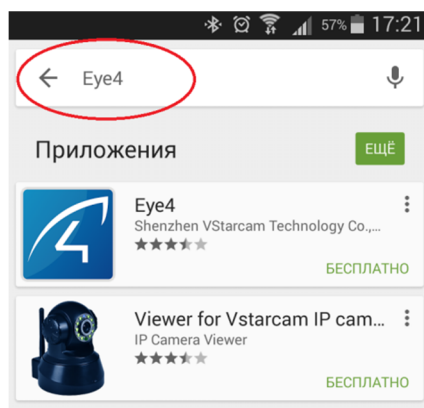 57% 17:21
Eye4
Приложения ЕЩЁ
Eye4
Shenzhen VStarcam Technology Co.,...
БЕСПЛАТНО
Viewer for Vstarcam IP cam...
IP Camera Viewer
БЕСПЛАТНО